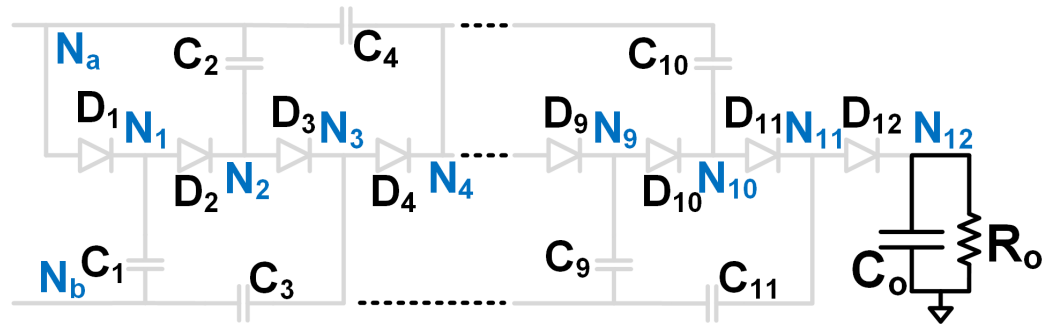 Nₐ C₂ C₄ C₁₀
D₁ N₁ D₃ N₃ D₉ N₉ D₁₁ N₁₁ D₁₂ N₁₂
D₂ N₂ D₄ N₄ D₁₀ N₁₀
N_b C₁ C₃ C₉ C₁₁ Cₒ Rₒ